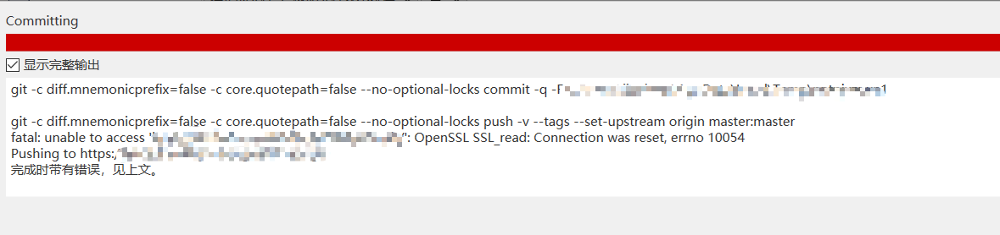 Committing
显示完整输出
git -c diff.mnemonicprefix=false -c core.quotepath=false --no-optional-locks commit -q -F
git -c diff.mnemonicprefix=false -c core.quotepath=false --no-optional-locks push -v --tags --set-upstream origin master:master
fatal: unable to access '/': OpenSSL SSL_read: Connection was reset, errno 10054
Pushing to https:/
完成时带有错误，见上文。